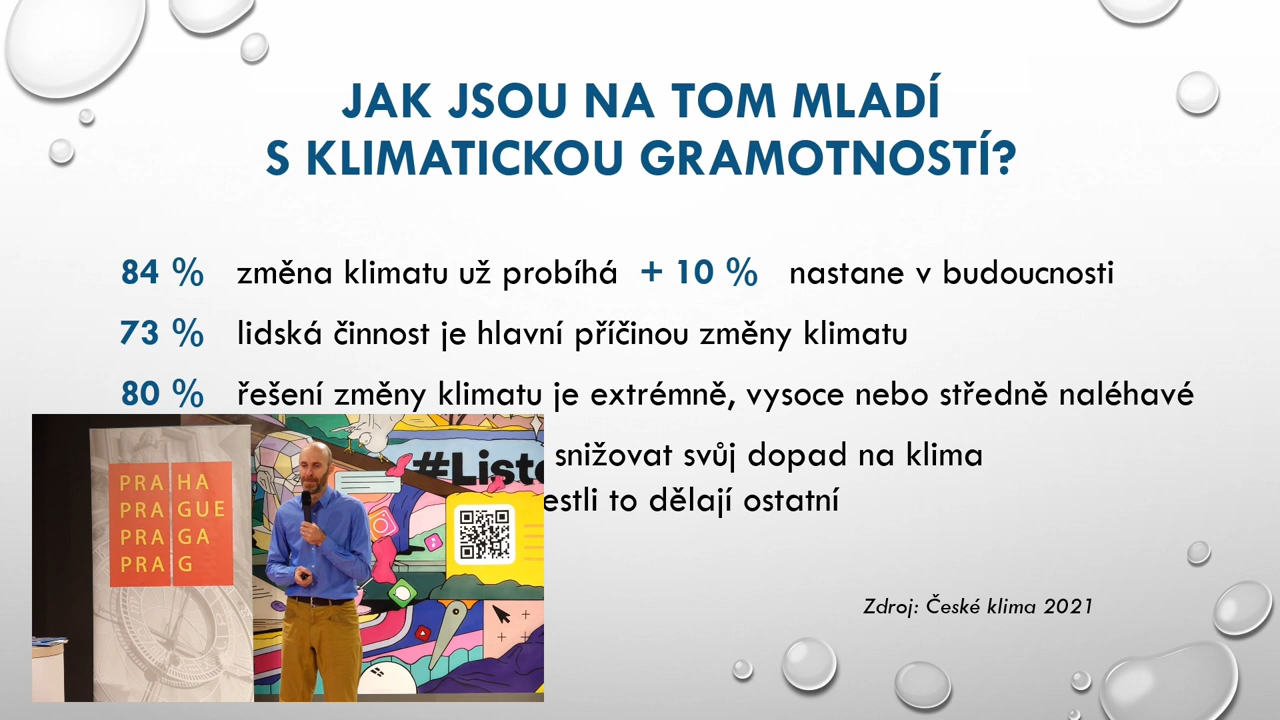 JAK JSOU NA TOM MLADÍ
S KLIMATICKOU GRAMOTNOSTÍ?
84 % změna klimatu už probíhá + 10 % nastane v budoucnosti
73 % lidská činnost je hlavní příčinou změny klimatu
80 % řešení změny klimatu je extrémně, vysoce nebo středně naléhavé
snižovat svůj dopad na klima
to dělají ostatní
Zdroj: České klima 2021
PRA HA
PRA GUE
PRA GA
PRA G